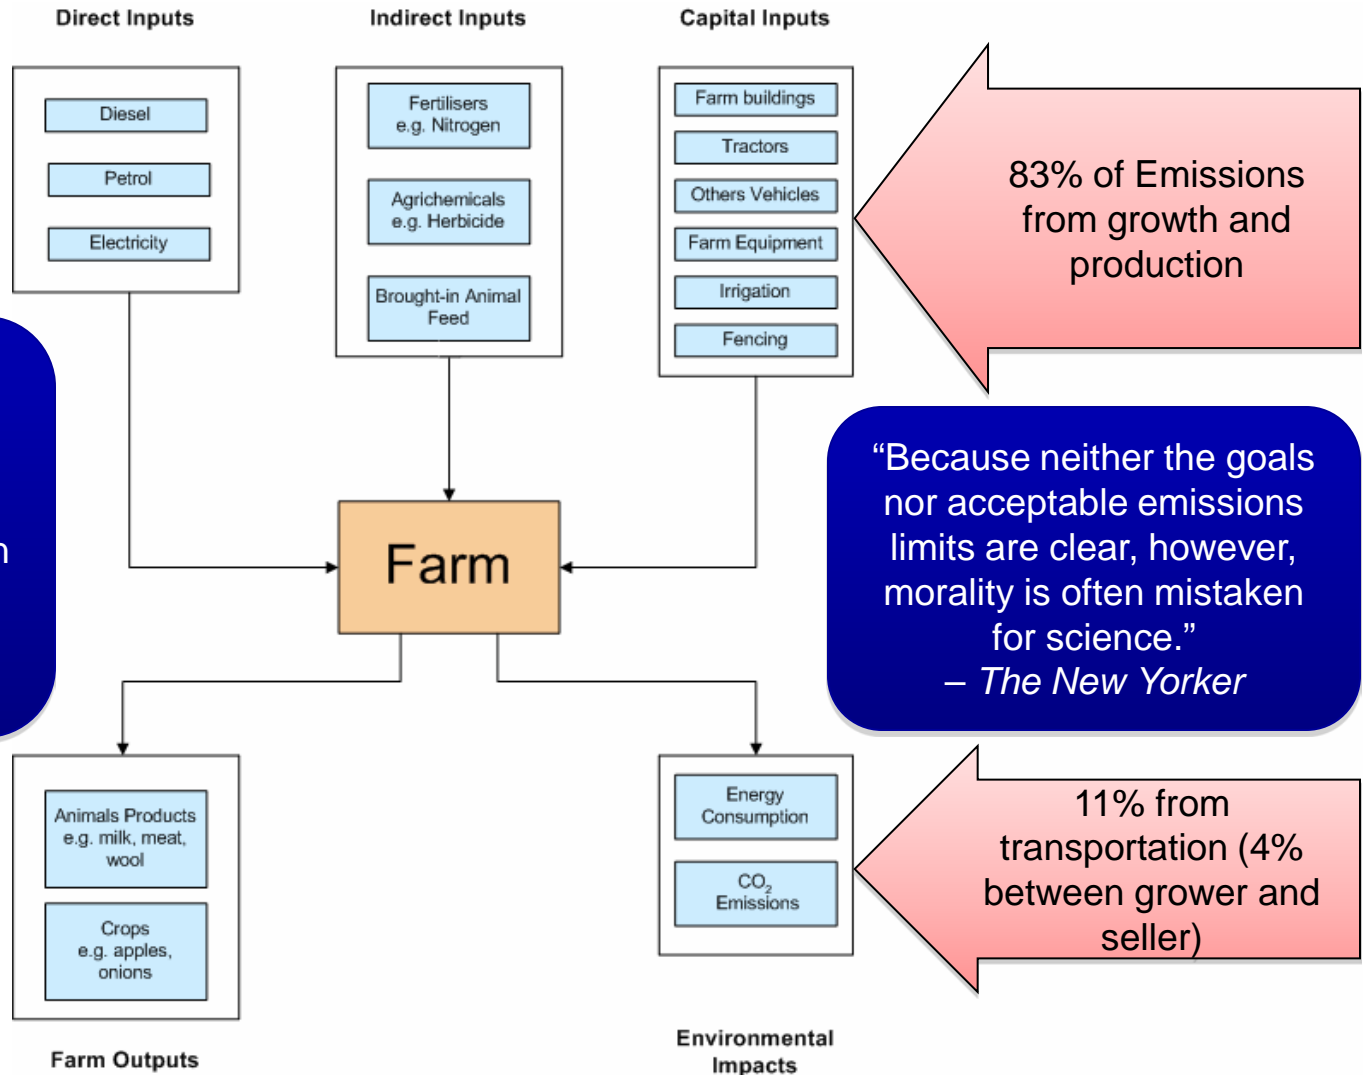 Direct Inputs
Diesel
Petrol
Electricity
Indirect Inputs
Fertilisers
e.g. Nitrogen
Agrichemicals
e.g. Herbicide
Brought-in Animal
Feed
Capital Inputs
Farm buildings
Tractors
Others Vehicles
Farm Equipment
Irrigation
Fencing
83% of Emissions
from growth and
production
Farm
“Because neither the goals
nor acceptable emissions
limits are clear, however,
morality is often mistaken
for science.”
– The New Yorker
Animals Products
e.g. milk, meat,
wool
Crops
e.g. apples,
onions
Farm Outputs
Energy
Consumption
CO₂
Emissions
Environmental
Impacts
11% from
transportation (4%
between grower and
seller)